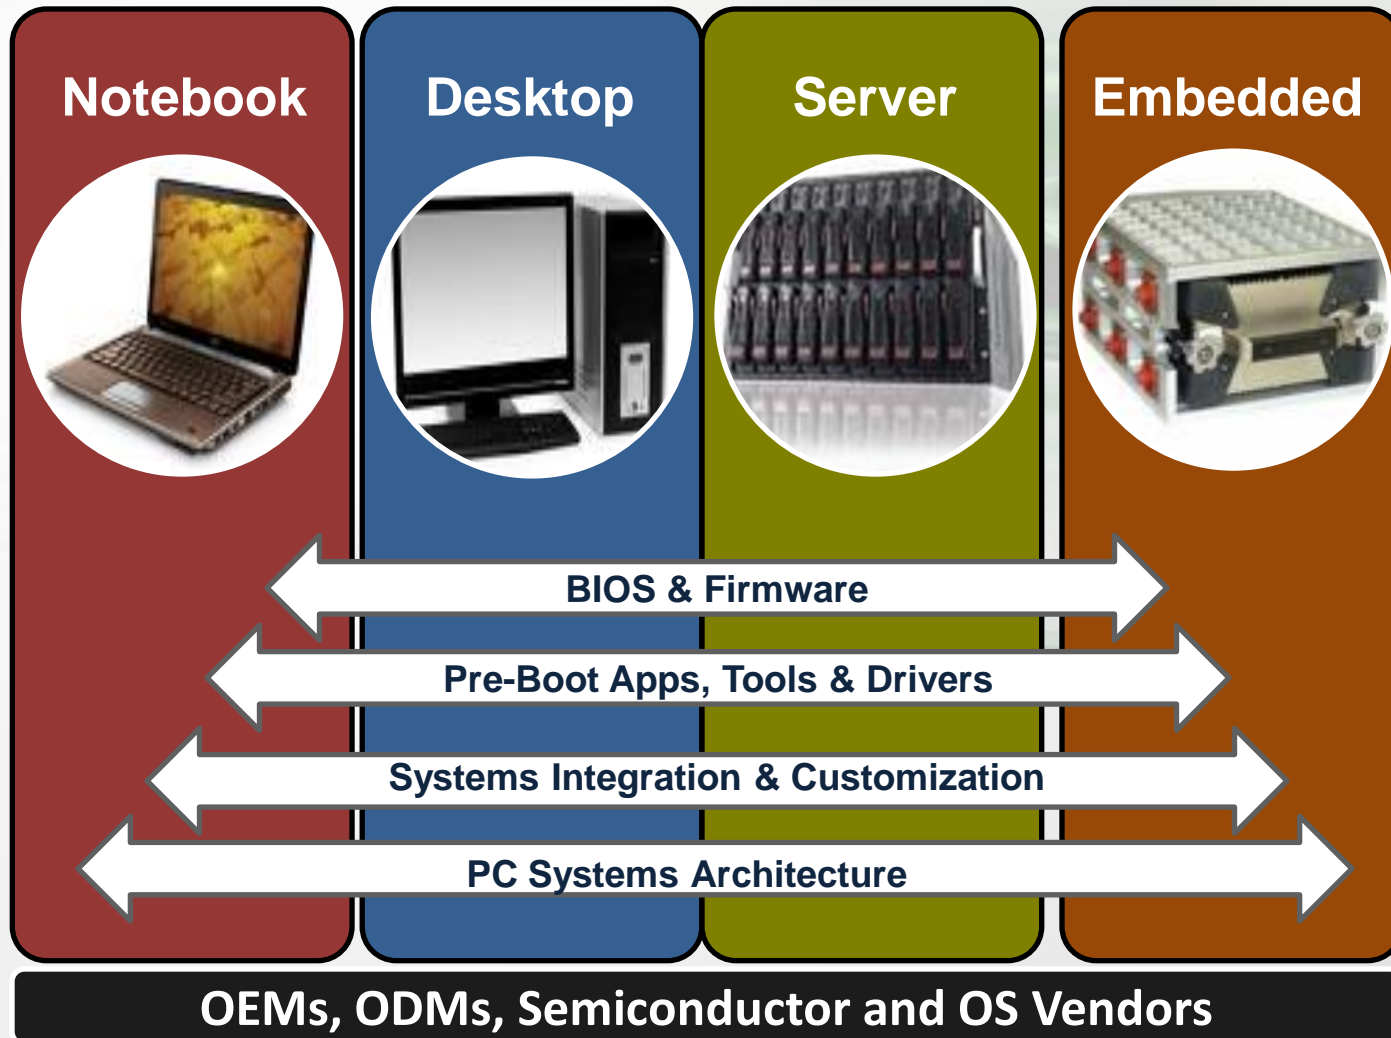 Notebook
Desktop
Server
Embedded
BIOS & Firmware
Pre-Boot Apps, Tools & Drivers
Systems Integration & Customization
PC Systems Architecture
OEMs, ODMs, Semiconductor and OS Vendors